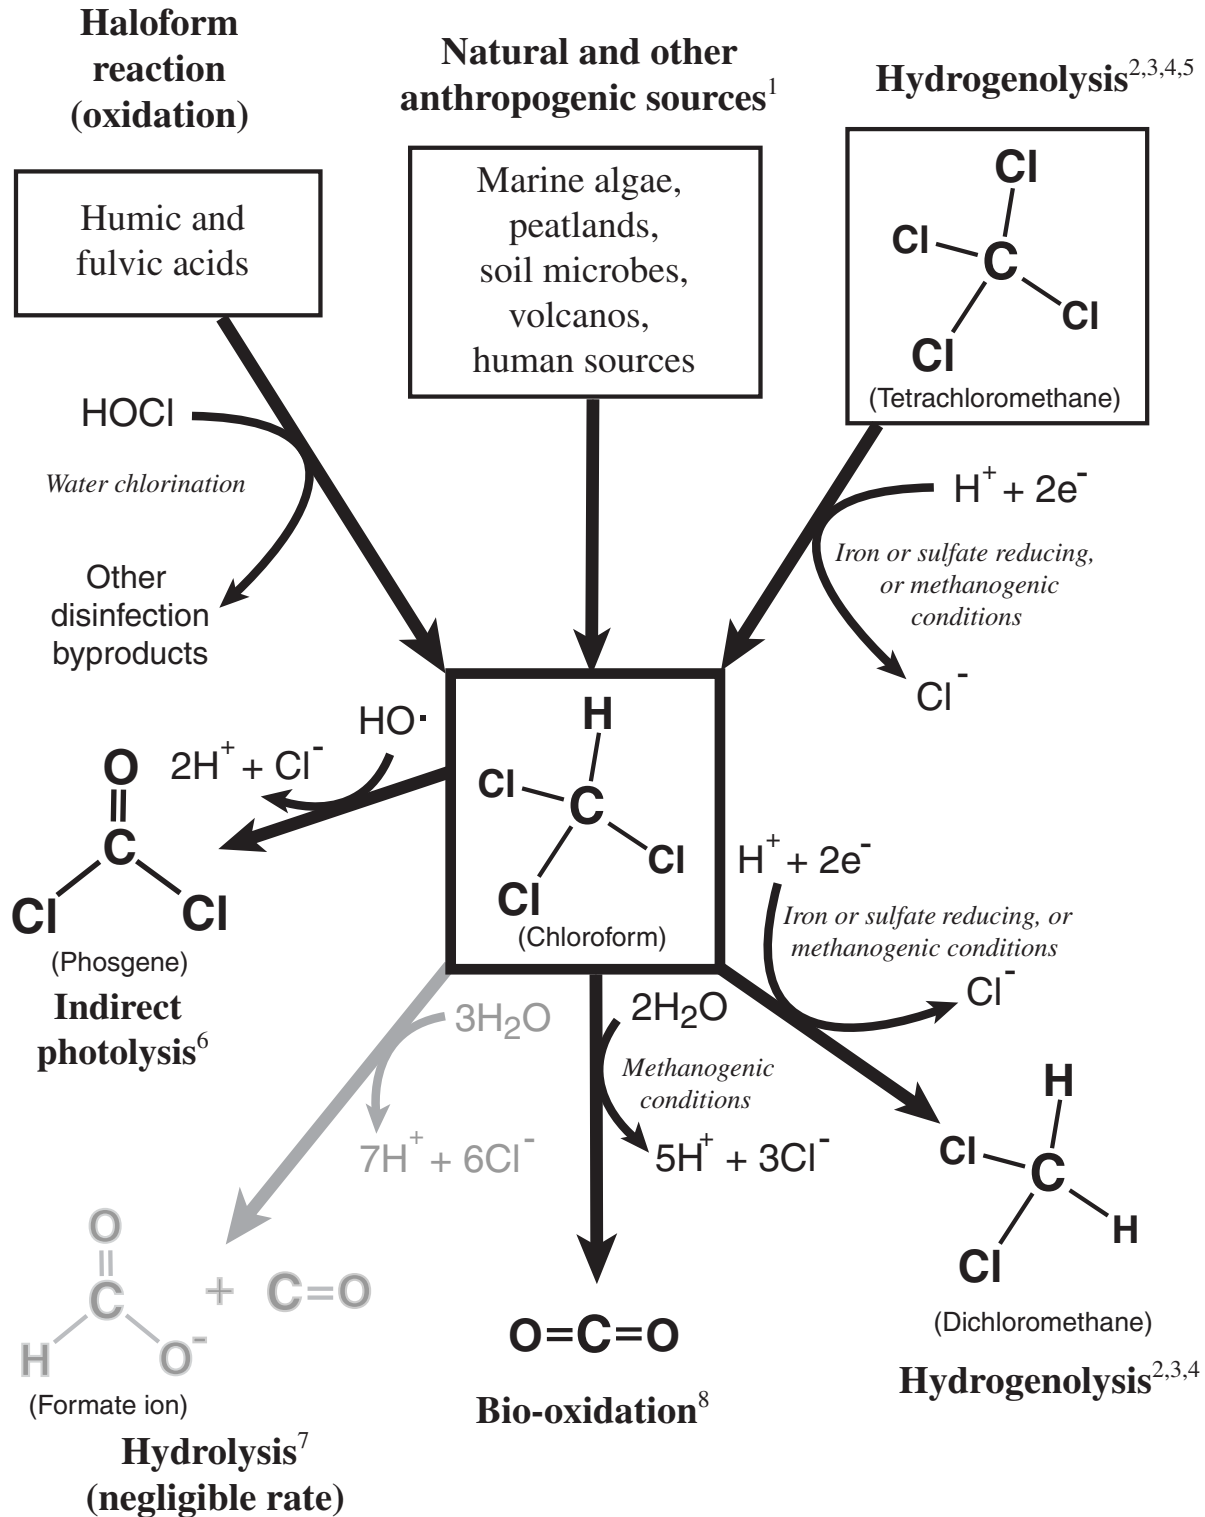 Haloform
reaction
(oxidation)
Natural and other
anthropogenic sources1
Hydrogenolysis2,3,4,5
Humic and
fulvic acids
Marine algae,
peatlands,
soil microbes,
volcanos,
human sources
Cl
Cl
C
Cl
Cl
(Tetrachloromethane)
HOCl
Water chlorination
Other
disinfection
byproducts
H+ + 2e-
Iron or sulfate reducing,
or methanogenic
conditions
Cl-
HO·
2H+ + Cl-
O
C
Cl
Cl
(Phosgene)
Indirect
photolysis6
H
Cl
C
Cl
Cl
(Chloroform)
H+ + 2e-
Iron or sulfate reducing, or
methanogenic conditions
Cl-
3H2O
7H+ + 6Cl-
2H2O
Methanogenic
conditions
5H+ + 3Cl-
H
Cl
C
H
Cl
(Dichloromethane)
Hydrogenolysis2,3,4
O
C
H
O-
+ C=O
(Formate ion)
Hydrolysis7
(negligible rate)
O=C=O
Bio-oxidation8